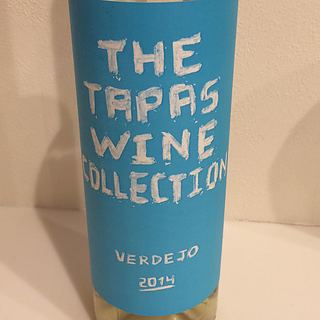 THE
TAPAS
WINE
COLLECTION
VERDEJO
2014